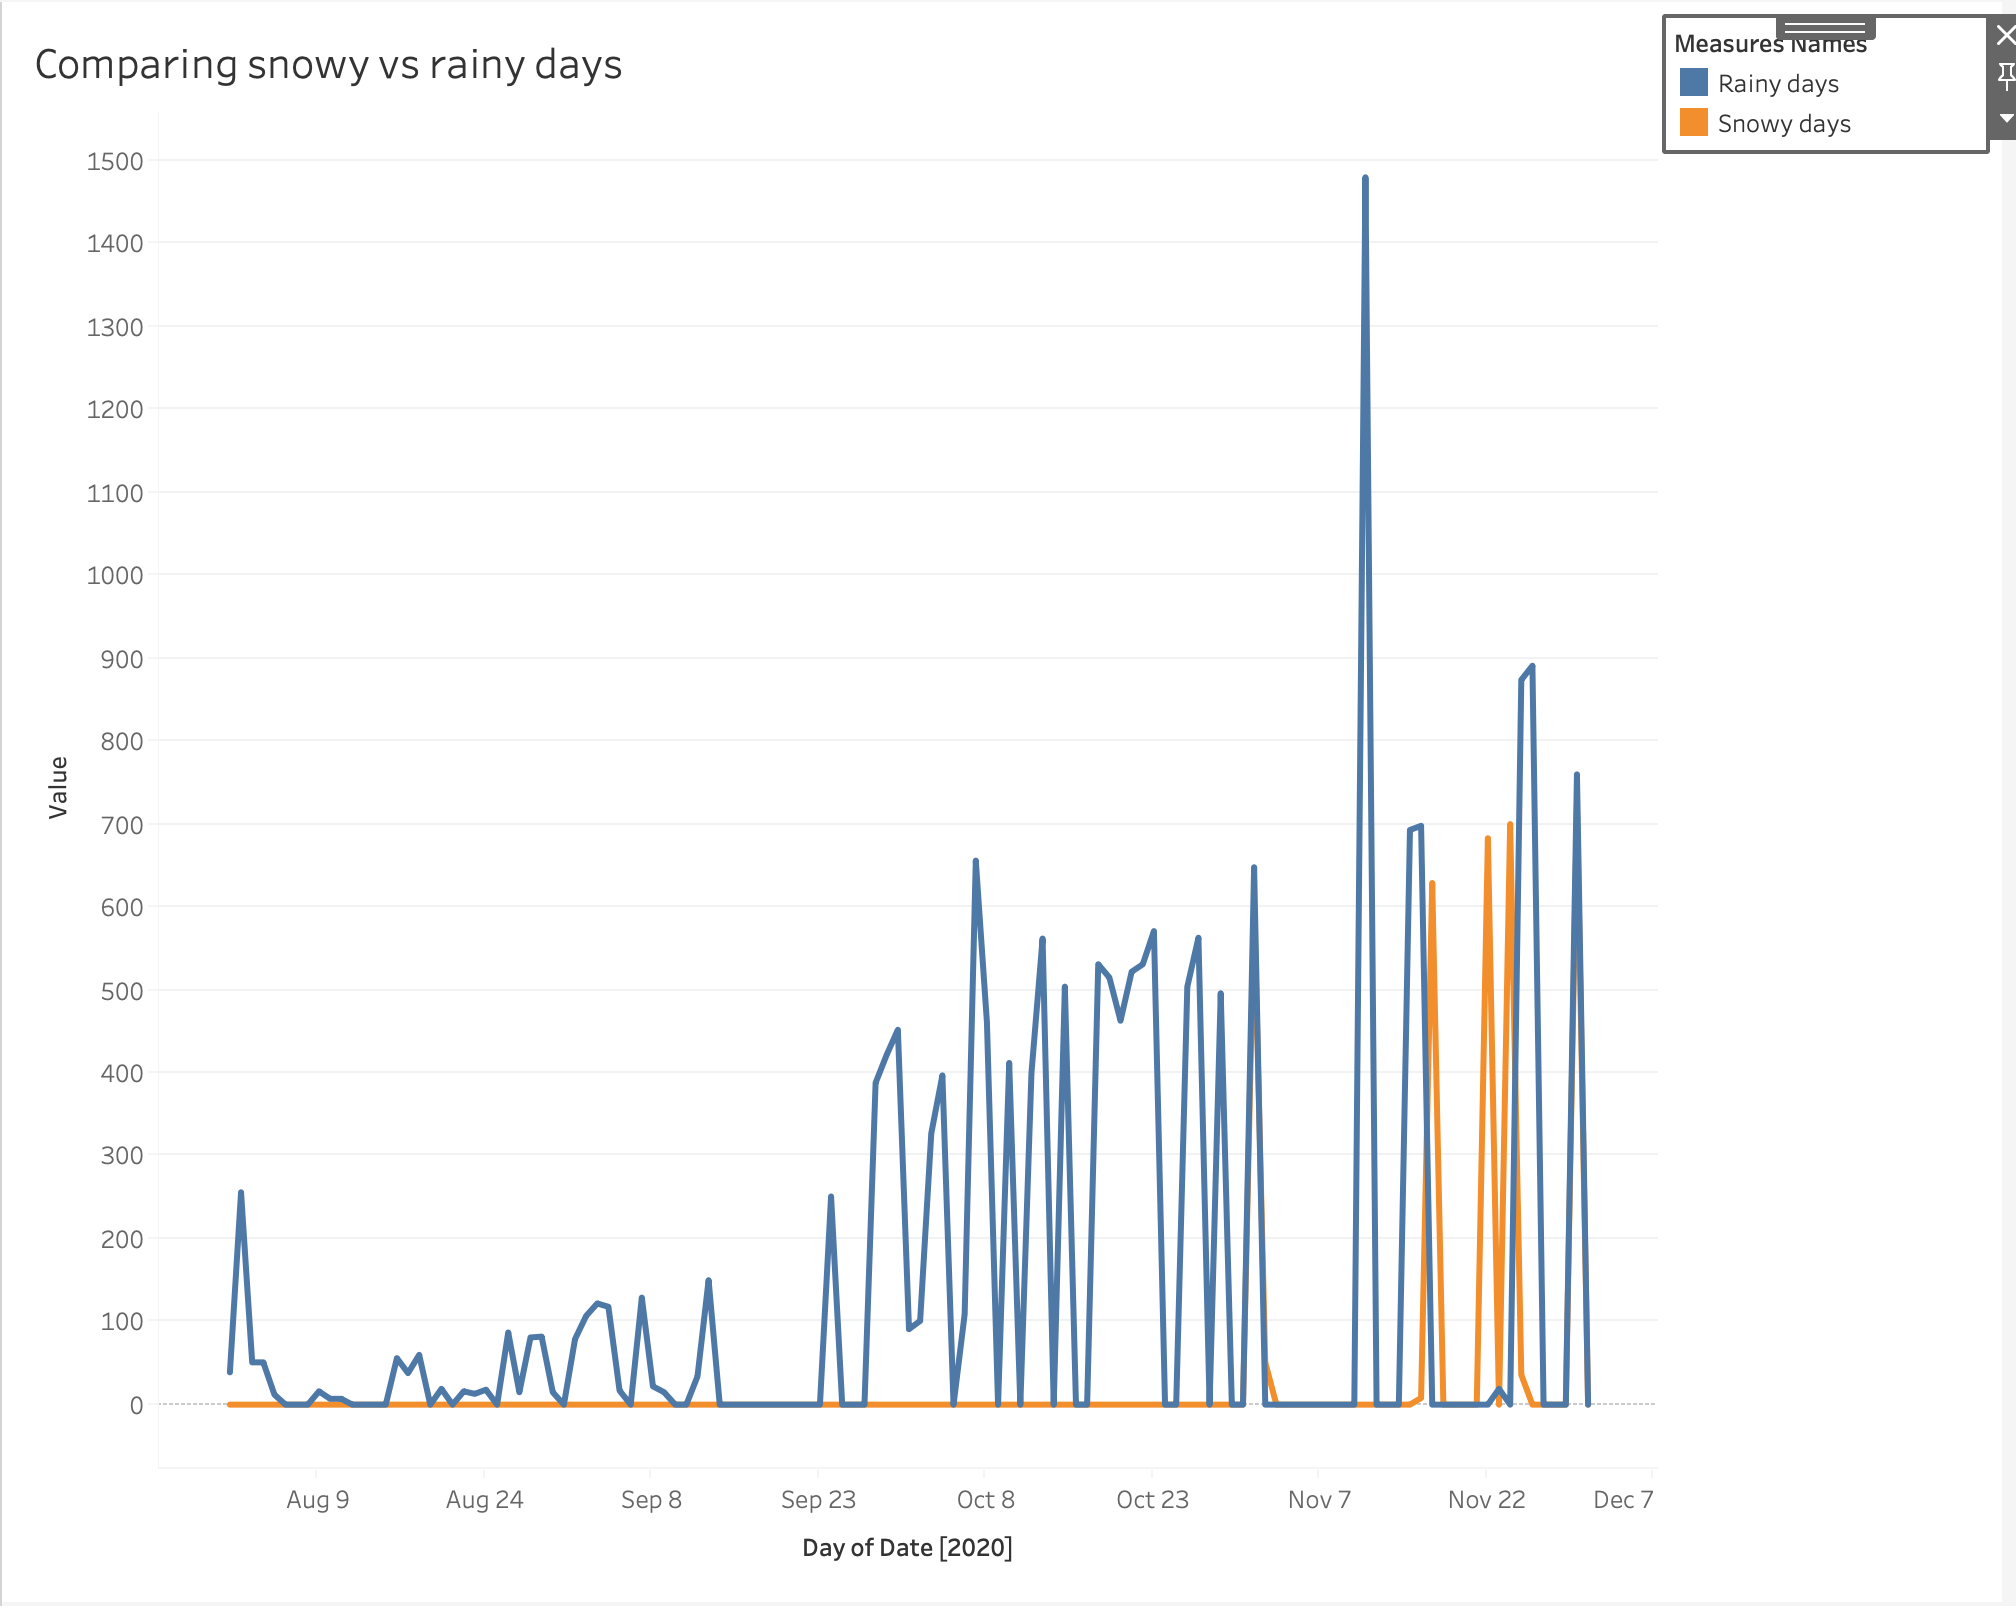 Comparing snowy vs rainy days
Measures Names
Rainy days
Snowy days
1500
1400
1300
1200
1100
1000
900
800
700
600
500
400
300
200
100
0
Value
Aug 9
Aug 24
Sep 8
Sep 23
Oct 8
Oct 23
Nov 7
Nov 22
Dec 7
Day of Date [2020]